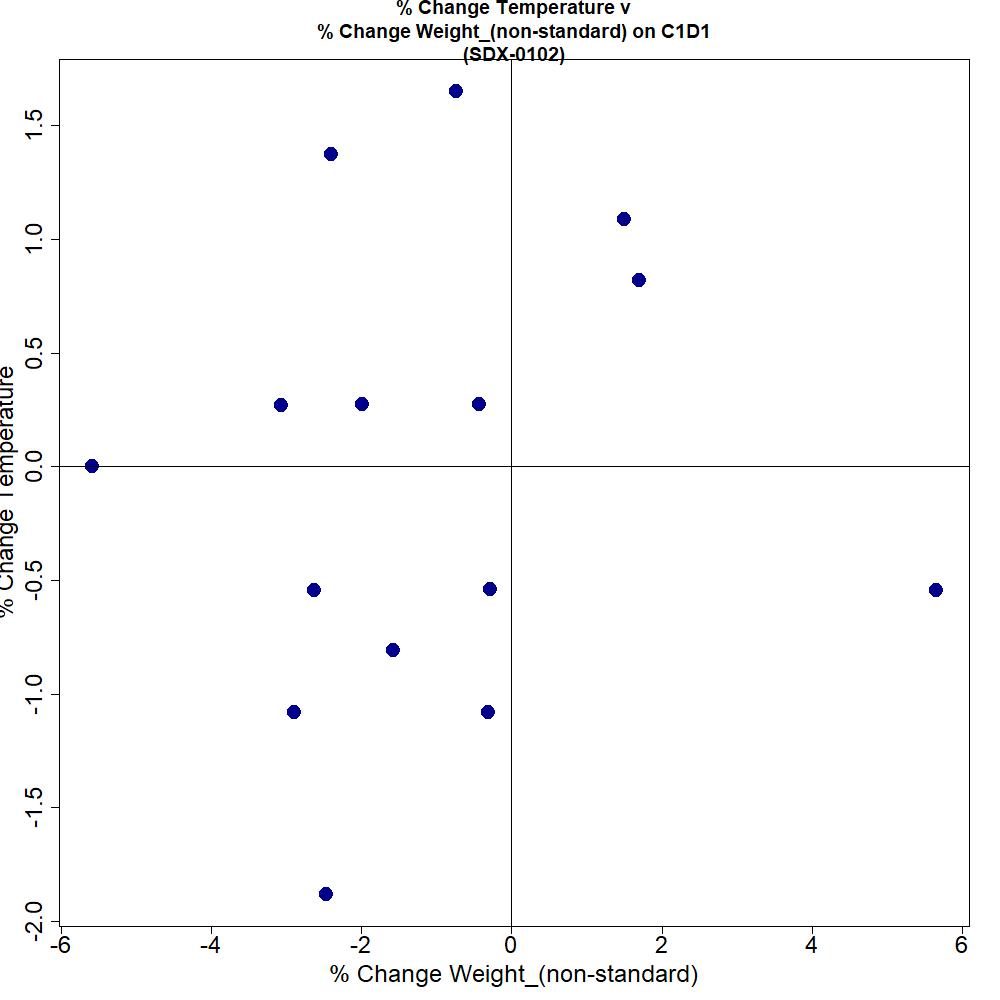 % Change Temperature v
% Change Weight_(non-standard) on C1D1
(SDX-0102)
% Change Temperature
1.5
1.0
0.5
0.0
-0.5
-1.0
-1.5
-2.0
-6 -4 -2 0 2 4 6
% Change Weight_(non-standard)